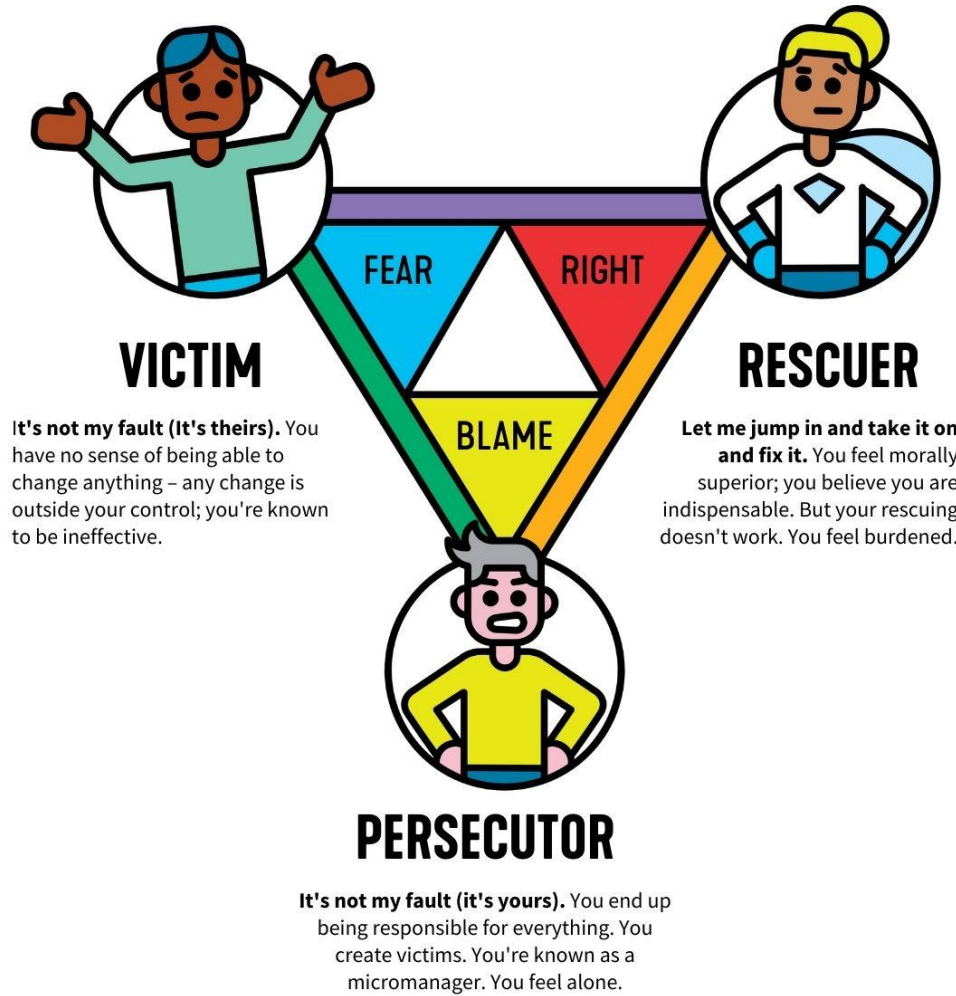 FEAR
RIGHT
BLAME
VICTIM
It's not my fault (It's theirs). You
have no sense of being able to
change anything – any change is
outside your control; you're known
to be ineffective.
RESCUER
Let me jump in and take it on
and fix it. You feel morally
superior; you believe you are
indispensable. But your rescuing
doesn't work. You feel burdened.
PERSECUTOR
It's not my fault (it's yours). You end up
being responsible for everything. You
create victims. You're known as a
micromanager. You feel alone.